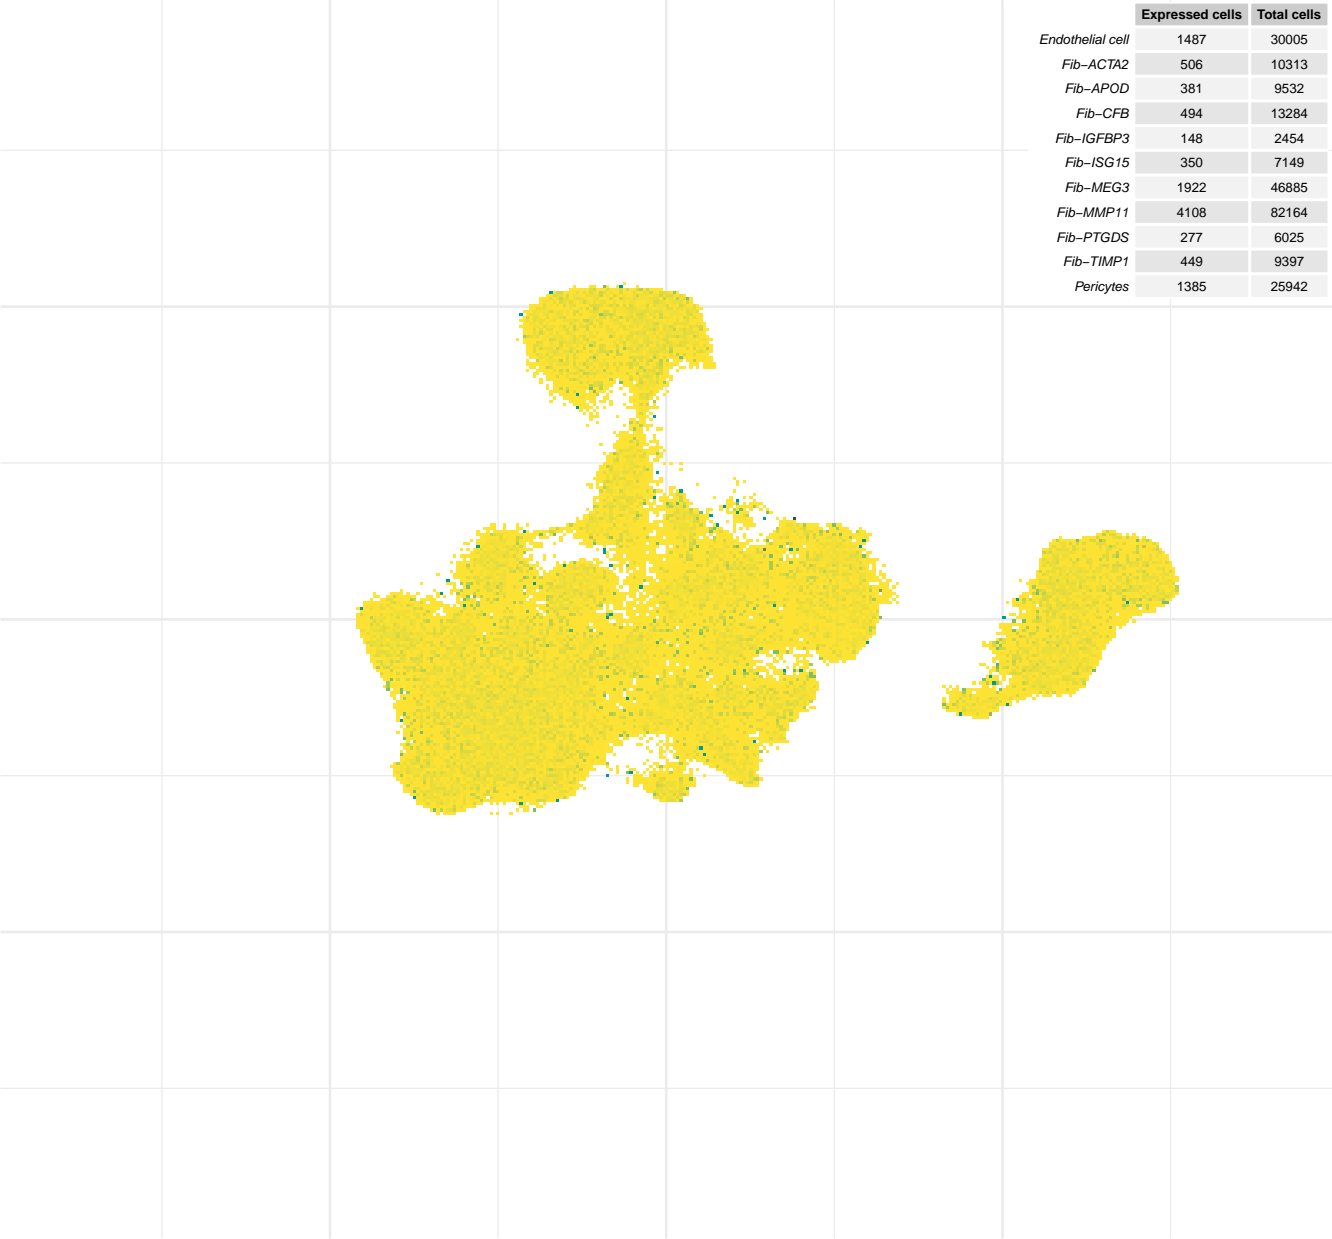 Expressed cells Total cells
Endothelial cell 1487 30005
Fib−ACTA2 506 10313
Fib−APOD 381 9532
Fib−CFB 494 13284
Fib−IGFBP3 148 2454
Fib−ISG15 350 7149
Fib−MEG3 1922 46885
Fib−MMP11 4108 82164
Fib−PTGDS 277 6025
Fib−TIMP1 449 9397
Pericytes 1385 25942